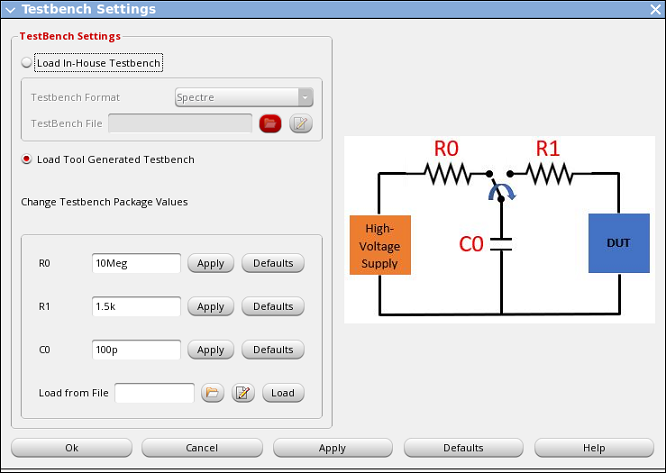 Testbench Settings
TestBench Settings
Load In-House Testbench
Testbench Format Spectre
TestBench File
Load Tool Generated Testbench
Change Testbench Package Values
R0 10Meg Apply Defaults
R1 1.5k Apply Defaults
C0 100p Apply Defaults
Load from File Load
R0 R1
High-
Voltage
Supply
C0
DUT
Ok Cancel Apply Defaults Help